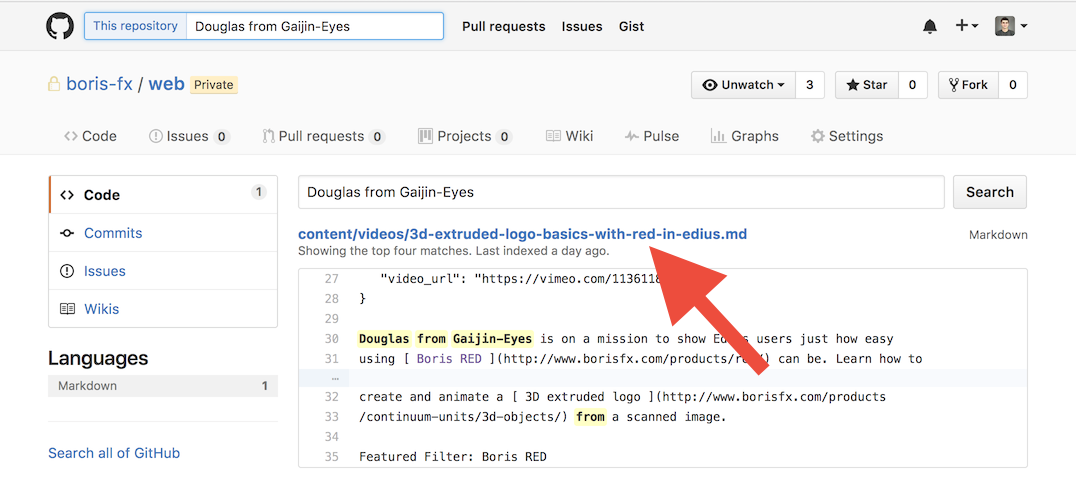 This repository Douglas from Gaijin-Eyes Pull requests Issues Gist
boris-fx / web Private
Unwatch 3 Star 0 Fork 0
Code Issues 0 Pull requests 0 Projects 0 Wiki Pulse Graphs Settings
Code 1
Commits
Issues
Wikis
Languages
Markdown 1
Search all of GitHub
Douglas from Gaijin-Eyes Search
content/videos/3d-extruded-logo-basics-with-red-in-edius.md Markdown
Showing the top four matches. Last indexed a day ago.
27 "video_url": "https://vimeo.com/113611
28 }
29
30 Douglas from Gaijin-Eyes is on a mission to show users just how easy
31 using [ Boris RED ](http://www.borisfx.com/products/ can be. Learn how to
…
32 create and animate a [ 3D extruded logo ](http://www.borisfx.com/products
33 /continuum-units/3d-objects/) from a scanned image.
34
35 Featured Filter: Boris RED